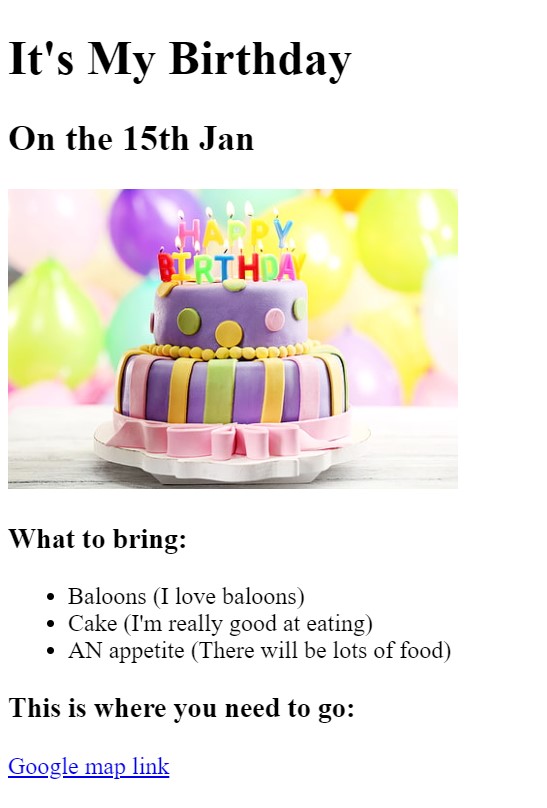 It's My Birthday
On the 15th Jan
HAPPY
BIRTHDAY
What to bring:
Baloons (I love baloons)
Cake (I'm really good at eating)
AN appetite (There will be lots of food)
This is where you need to go:
Google map link